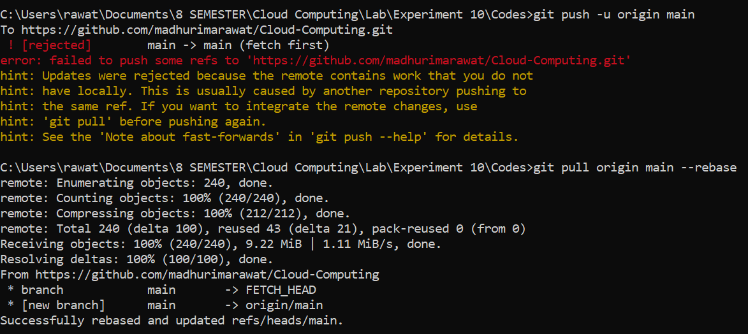 C:\Users\rawat\Documents\8 SEMESTER\Cloud Computing\Lab\Experiment 10\Codes>git push -u origin main
To https://github.com/madhurimarawat/Cloud-Computing.git
 ! [rejected]        main -> main (fetch first)
error: failed to push some refs to 'https://github.com/madhurimarawat/Cloud-Computing.git'
hint: Updates were rejected because the remote contains work that you do not
hint: have locally. This is usually caused by another repository pushing to
hint: the same ref. If you want to integrate the remote changes, use
hint: 'git pull' before pushing again.
hint: See the 'Note about fast-forwards' in 'git push --help' for details.
C:\Users\rawat\Documents\8 SEMESTER\Cloud Computing\Lab\Experiment 10\Codes>git pull origin main --rebase
remote: Enumerating objects: 240, done.
remote: Counting objects: 100% (240/240), done.
remote: Compressing objects: 100% (212/212), done.
remote: Total 240 (delta 100), reused 43 (delta 21), pack-reused 0 (from 0)
Receiving objects: 100% (240/240), 9.22 MiB | 1.11 MiB/s, done.
Resolving deltas: 100% (100/100), done.
From https://github.com/madhurimarawat/Cloud-Computing
 * branch            main       -> FETCH_HEAD
 * [new branch]      main       -> origin/main
Successfully rebased and updated refs/heads/main.